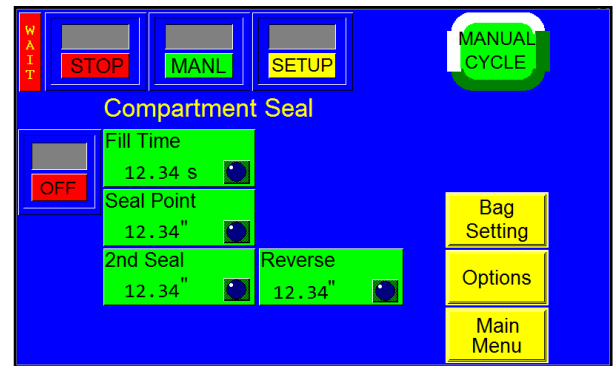 WAIT
STOP
MANL
SETUP
MANUAL
CYCLE
Compartment Seal
OFF
Fill Time
12.34 s
Seal Point
12.34"
2nd Seal
12.34"
Reverse
12.34"
Bag
Setting
Options
Main
Menu